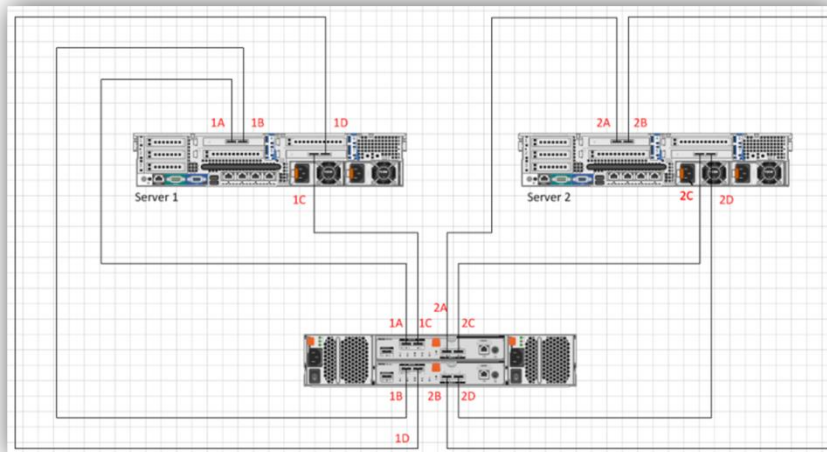 1A 1B 1D
2A 2B
Server 1
1C
Server 2
2C
2D
2A
1A 1C 2C
1B 2B 2D
1D